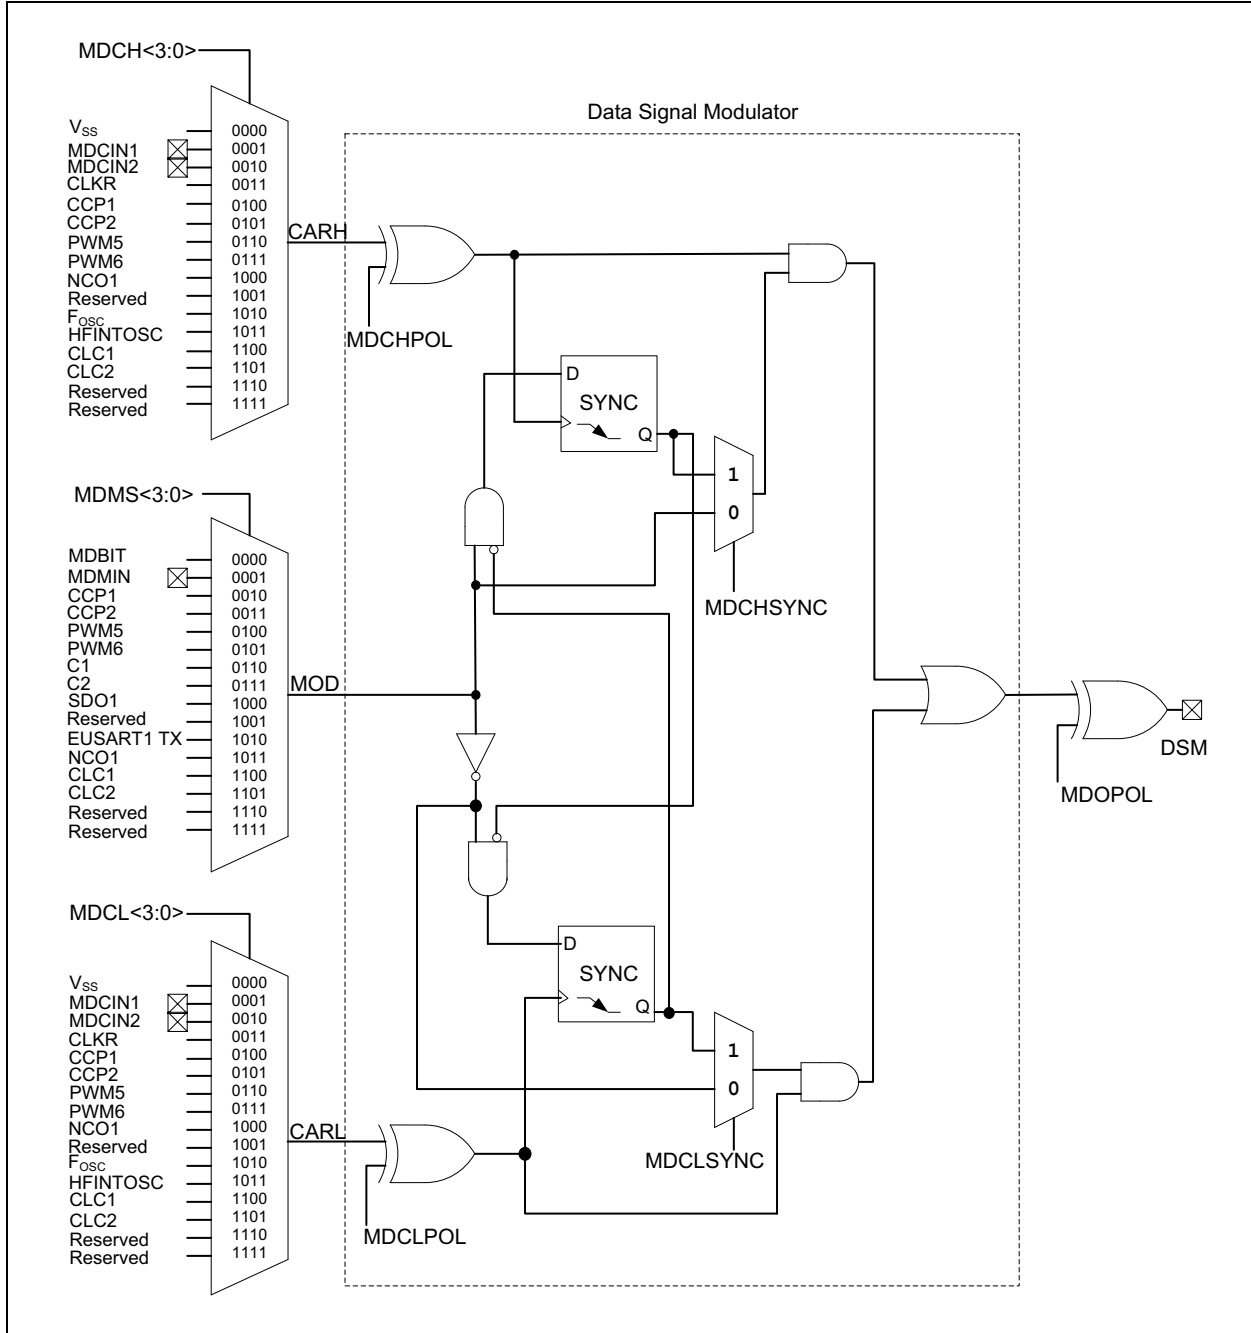 Data Signal Modulator
MDCH<3:0>
VSS 0000
MDCIN1 0001
MDCIN2 0010
CLKR 0011
CCP1 0100
CCP2 0101
PWM5 0110
PWM6 0111
NCO1 1000
Reserved 1001
FOSC 1010
HFINTOSC 1011
CLC1 1100
CLC2 1101
Reserved 1110
Reserved 1111
CARH
MDCHPOL
D
SYNC
Q
1
0
MDCHSYNC
MDMS<3:0>
MDBIT 0000
MDMIN 0001
CCP1 0010
CCP2 0011
PWM5 0100
PWM6 0101
C1 0110
C2 0111
SDO1 1000
Reserved 1001
EUSART1 TX 1010
NCO1 1011
CLC1 1100
CLC2 1101
Reserved 1110
Reserved 1111
MOD
DSM
MDOPOL
MDCL<3:0>
VSS 0000
MDCIN1 0001
MDCIN2 0010
CLKR 0011
CCP1 0100
CCP2 0101
PWM5 0110
PWM6 0111
NCO1 1000
Reserved 1001
FOSC 1010
HFINTOSC 1011
CLC1 1100
CLC2 1101
Reserved 1110
Reserved 1111
CARL
MDCLPOL
D
SYNC
Q
1
0
MDCLSYNC